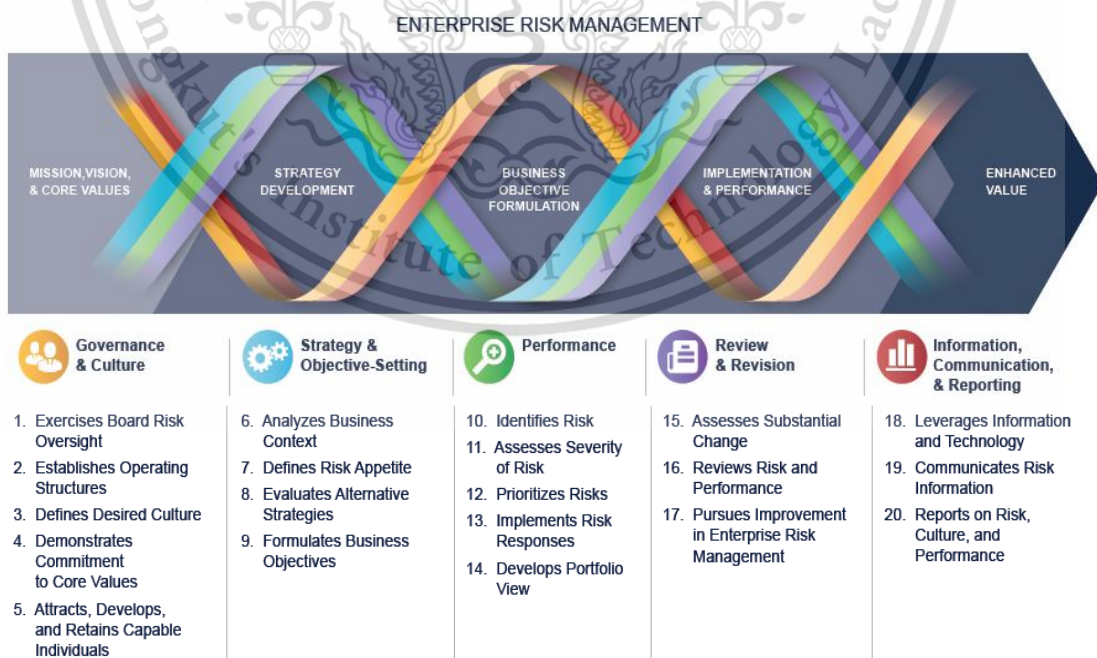 ENTERPRISE RISK MANAGEMENT
MISSION, VISION,
& CORE VALUES
STRATEGY
DEVELOPMENT
BUSINESS
OBJECTIVE
FORMULATION
IMPLEMENTATION
& PERFORMANCE
ENHANCED
VALUE
ongkut's Institute of Technology Lad
Governance
& Culture
1. Exercises Board Risk
Oversight
2. Establishes Operating
Structures
3. Defines Desired Culture
4. Demonstrates
Commitment
to Core Values
5. Attracts, Develops,
and Retains Capable
Individuals
Strategy &
Objective-Setting
6. Analyzes Business
Context
7. Defines Risk Appetite
8. Evaluates Alternative
Strategies
9. Formulates Business
Objectives
Performance
10. Identifies Risk
11. Assesses Severity
of Risk
12. Prioritizes Risks
13. Implements Risk
Responses
14. Develops Portfolio
View
Review
& Revision
15. Assesses Substantial
Change
16. Reviews Risk and
Performance
17. Pursues Improvement
in Enterprise Risk
Management
Information,
Communication,
& Reporting
18. Leverages Information
and Technology
19. Communicates Risk
Information
20. Reports on Risk,
Culture, and
Performance